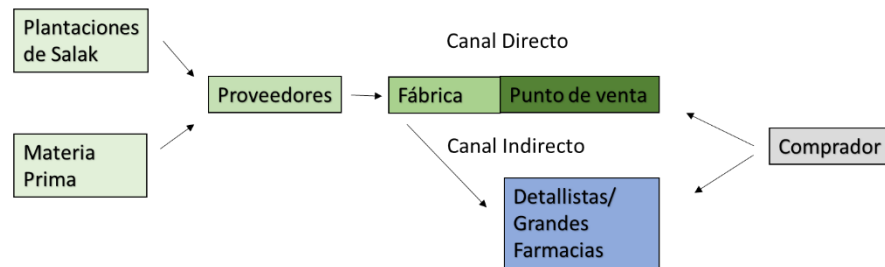 Plantaciones
de Salak
Canal Directo
Proveedores
Fábrica
Punto de venta
Canal Indirecto
Materia
Prima
Comprador
Detallistas/
Grandes
Farmacias